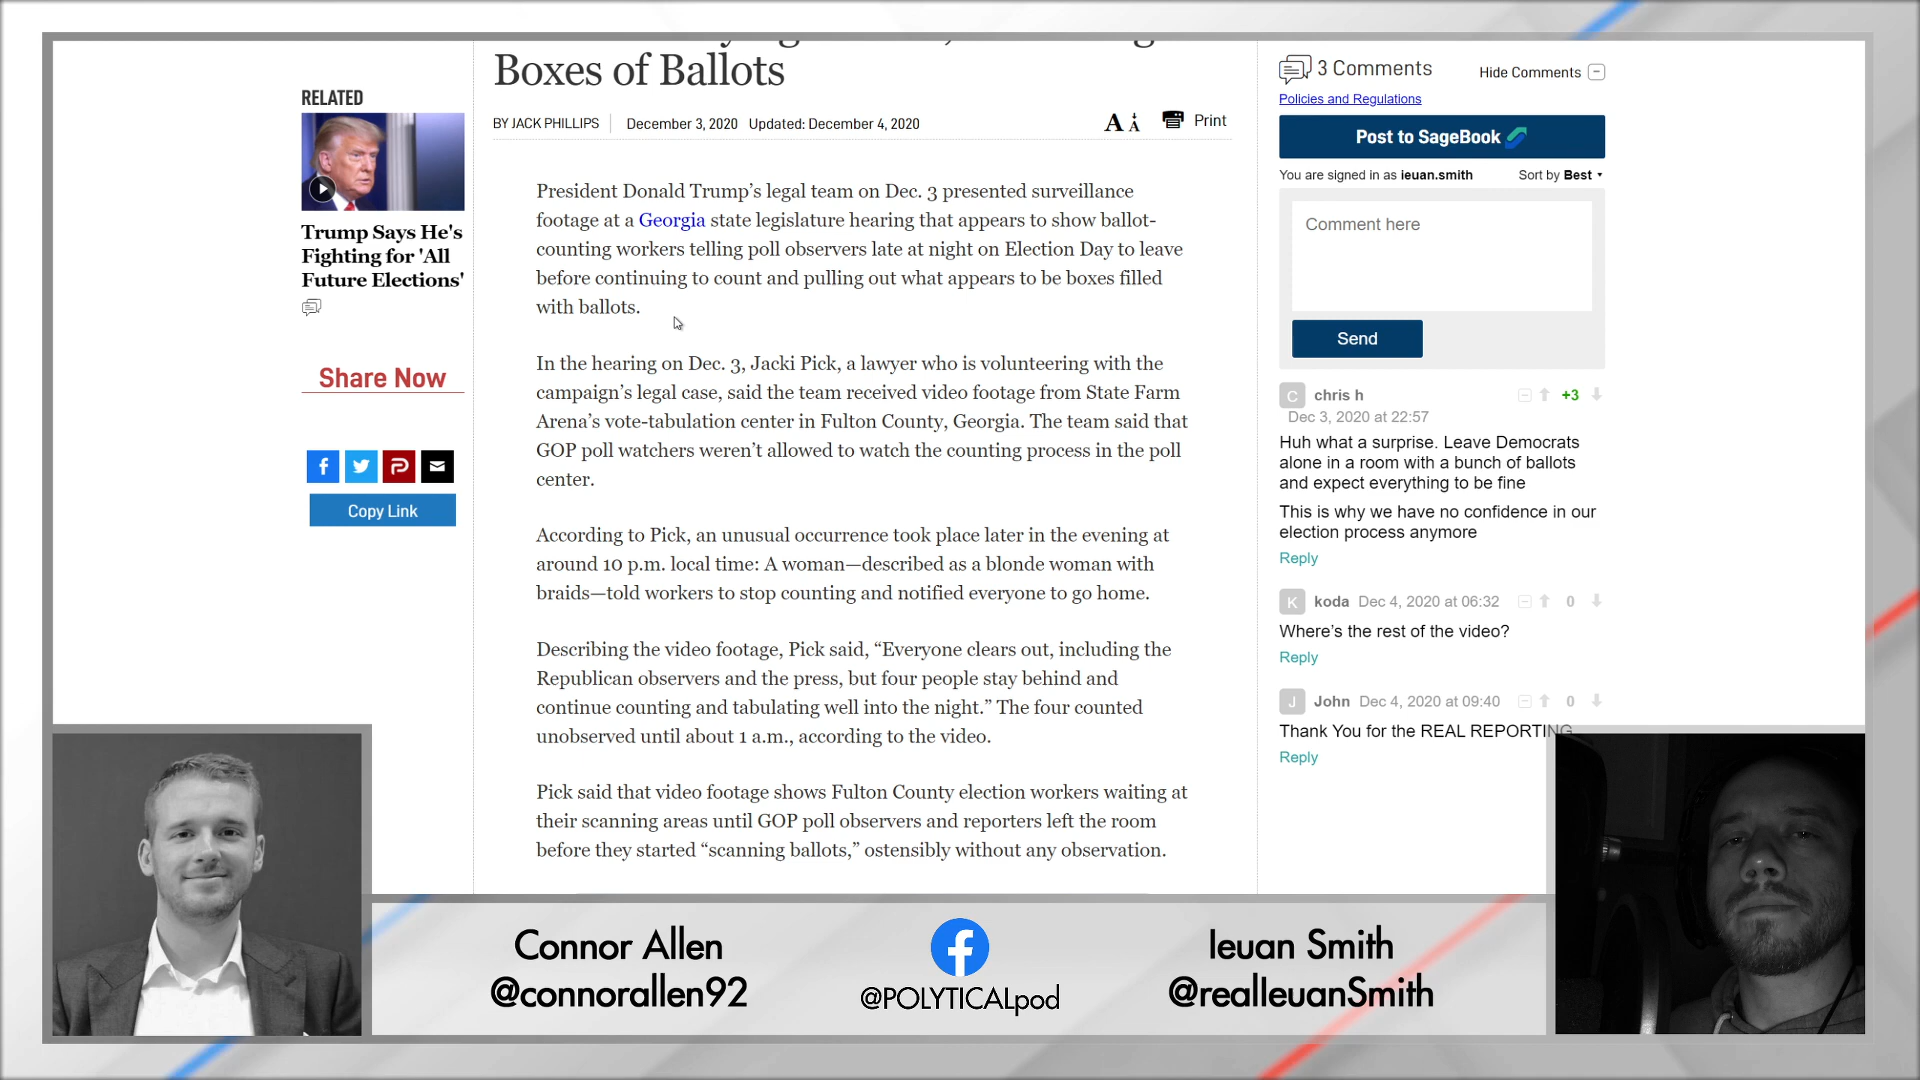 Boxes of Ballots
BY JACK PHILLIPS
December 3, 2020 Updated: December 4, 2020
A A
Print
RELATED
Trump Says He's
Fighting for 'All
Future Elections'
Share Now
Copy Link
President Donald Trump’s legal team on Dec. 3 presented surveillance
footage at a Georgia state legislature hearing that appears to show ballot-
counting workers telling poll observers late at night on Election Day to leave
before continuing to count and pulling out what appears to be boxes filled
with ballots.
In the hearing on Dec. 3, Jacki Pick, a lawyer who is volunteering with the
campaign’s legal case, said the team received video footage from State Farm
Arena’s vote-tabulation center in Fulton County, Georgia. The team said that
GOP poll watchers weren’t allowed to watch the counting process in the poll
center.
According to Pick, an unusual occurrence took place later in the evening at
around 10 p.m. local time: A woman—described as a blonde woman with
braids—told workers to stop counting and notified everyone to go home.
Describing the video footage, Pick said, “Everyone clears out, including the
Republican observers and the press, but four people stay behind and
continue counting and tabulating well into the night.” The four counted
unobserved until about 1 a.m., according to the video.
Pick said that video footage shows Fulton County election workers waiting at
their scanning areas until GOP poll observers and reporters left the room
before they started “scanning ballots,” ostensibly without any observation.
3 Comments
Hide Comments
Policies and Regulations
Post to SageBook
You are signed in as ieuan.smith
Sort by Best
Comment here
Send
C chris h +3
Dec 3, 2020 at 22:57
Huh what a surprise. Leave Democrats
alone in a room with a bunch of ballots
and expect everything to be fine
This is why we have no confidence in our
election process anymore
Reply
K koda Dec 4, 2020 at 06:32 0
Where’s the rest of the video?
Reply
J John Dec 4, 2020 at 09:40 0
Thank You for the REAL REPORTING
Reply
Connor Allen
@connorallen92
@POLYTICALpod
Ieuan Smith
@realIeuanSmith